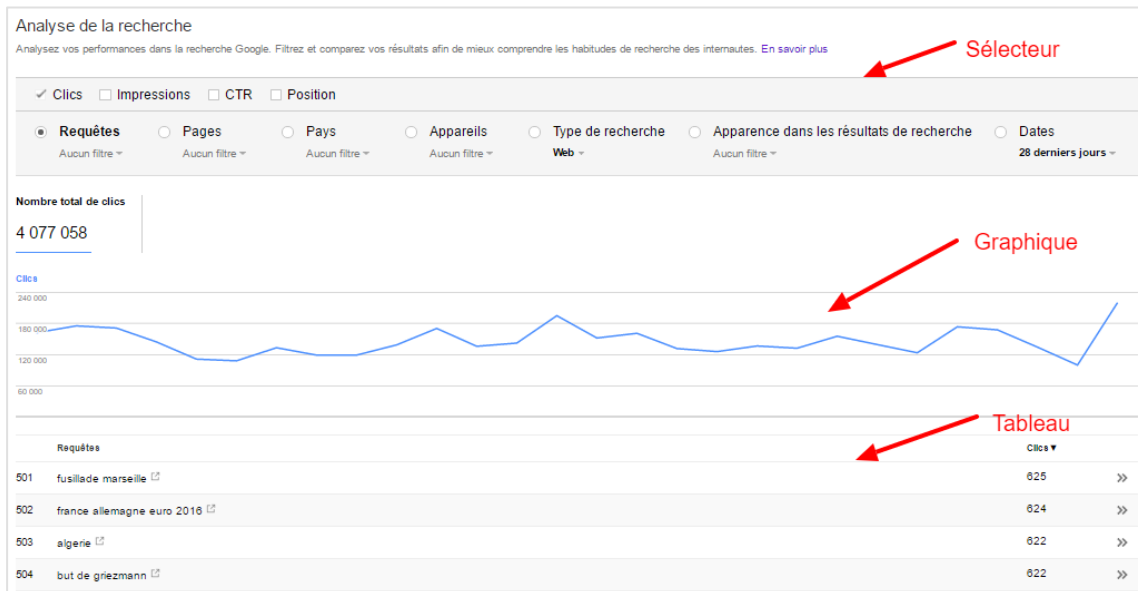 Analyse de la recherche
Analysez vos performances dans la recherche Google. Filtrez et comparez vos résultats afin de mieux comprendre les habitudes de recherche des internautes. En savoir plus
Sélecteur
Clics Impressions CTR Position
Requêtes Pages Pays Appareils Type de recherche Apparence dans les résultats de recherche Dates
Aucun filtre Aucun filtre Aucun filtre Aucun filtre Web Aucun filtre 28 derniers jours
Nombre total de clics
4 077 058
Graphique
Clics
240 000
180 000
120 000
60 000
Tableau
Requêtes Clics ▼
501 fusillade marseille 625 »
502 france allemagne euro 2016 624 »
503 algerie 622 »
504 but de griezmann 622 »